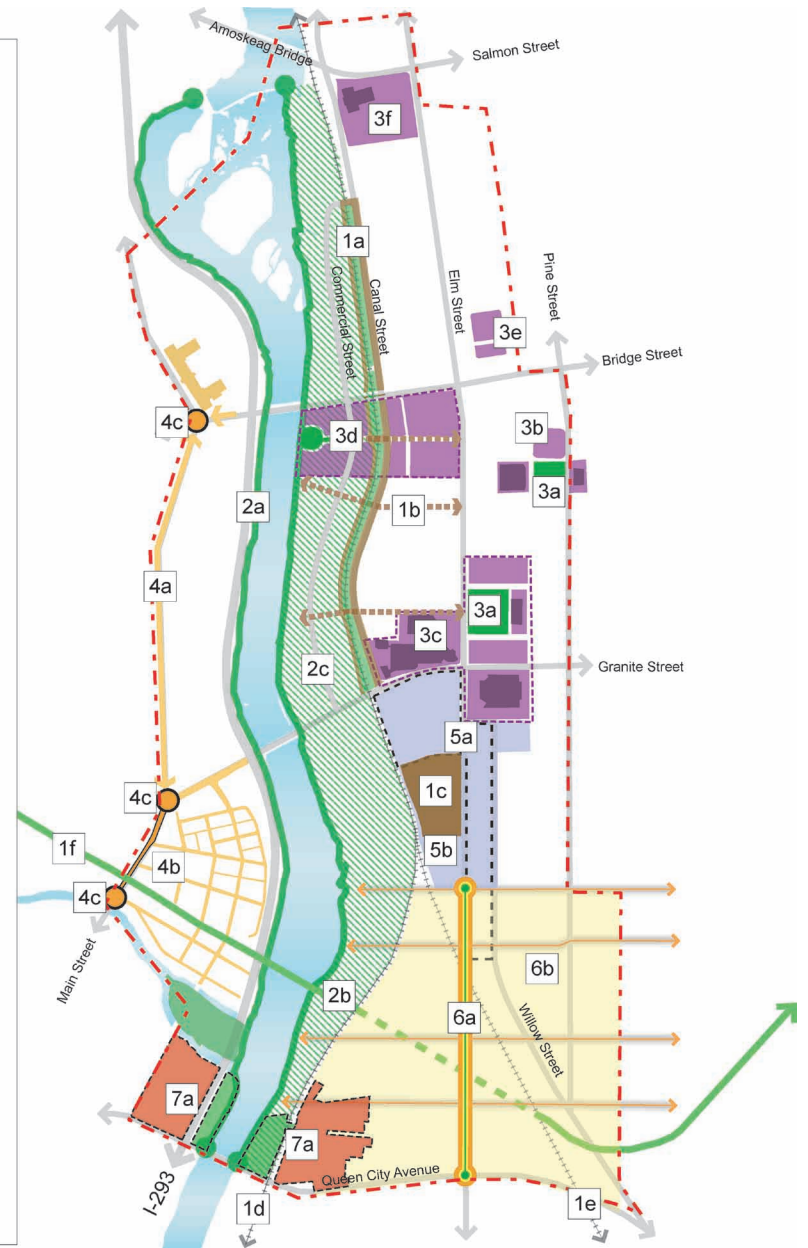 Amoskeag Bridge
Salmon Street
3f
1a
Commercial Street
Canal Street
Elm Street
Pine Street
3e
Bridge Street
4c
3d
3b
3a
2a
1b
4a
3a
3c
2c
Granite Street
5a
4c
1c
1f
4b
5b
4c
Main Street
2b
6b
6a
Willow Street
7a
7a
Queen City Avenue
I-293
1d
1e